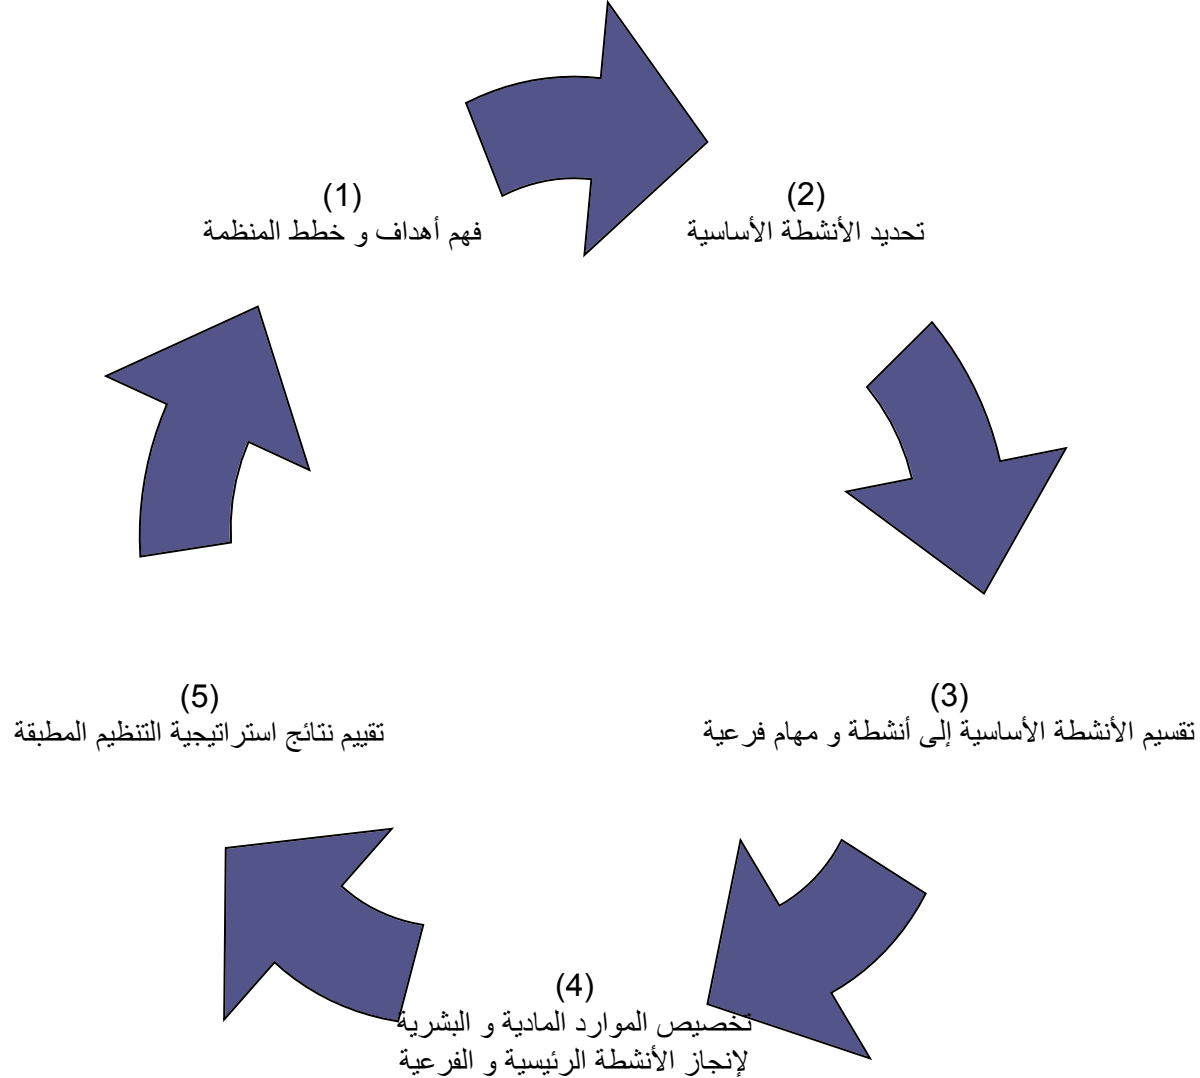 (1)
فهم أهداف و خطط المنظمة
(2)
تحديد الأنشطة الأساسية
(3)
تقسيم الأنشطة الأساسية إلى أنشطة و مهام فرعية
(4)
تخصيص الموارد المادية و البشرية
لإنجاز الأنشطة الرئيسية و الفرعية
(5)
تقييم نتائج استراتيجية التنظيم المطبقة